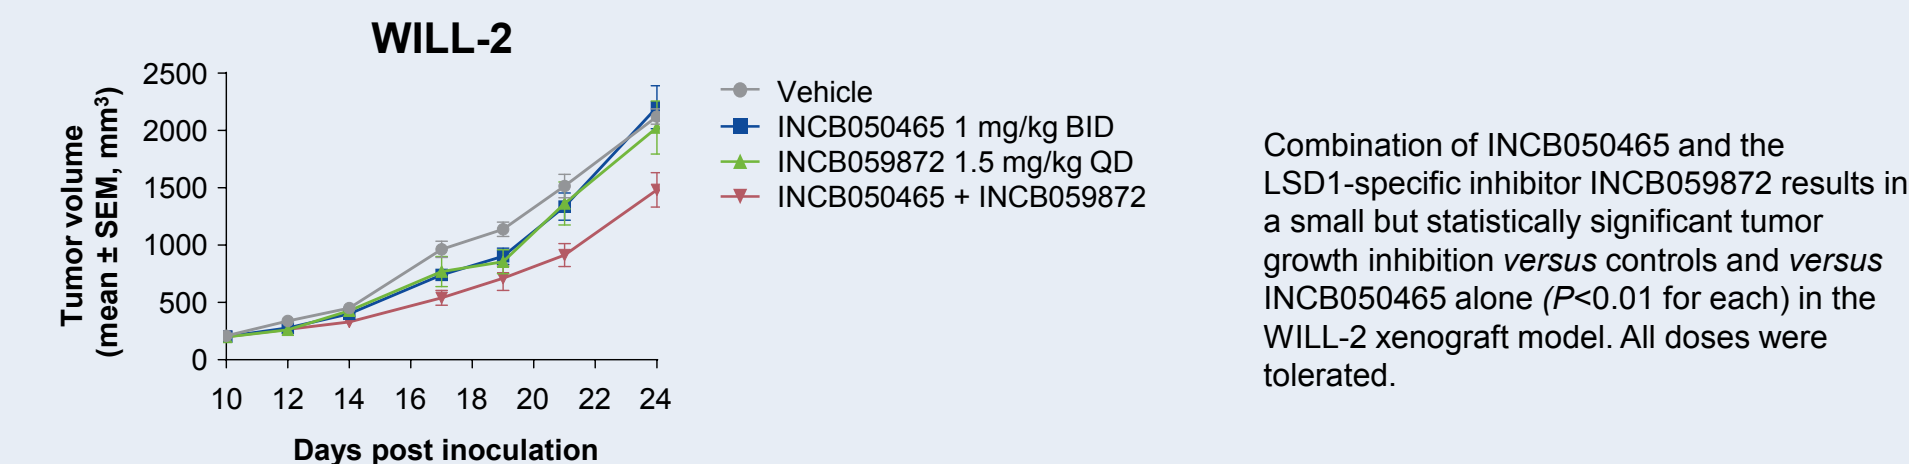 WILL-2
2500
2000
1500
1000
500
0
Tumor volume
(mean ± SEM, mm³)
10 12 14 16 18 20 22 24
Days post inoculation
Vehicle
INCB050465 1 mg/kg BID
INCB059872 1.5 mg/kg QD
INCB050465 + INCB059872
Combination of INCB050465 and the
LSD1-specific inhibitor INCB059872 results in
a small but statistically significant tumor
growth inhibition versus controls and versus
INCB050465 alone (P<0.01 for each) in the
WILL-2 xenograft model. All doses were
tolerated.